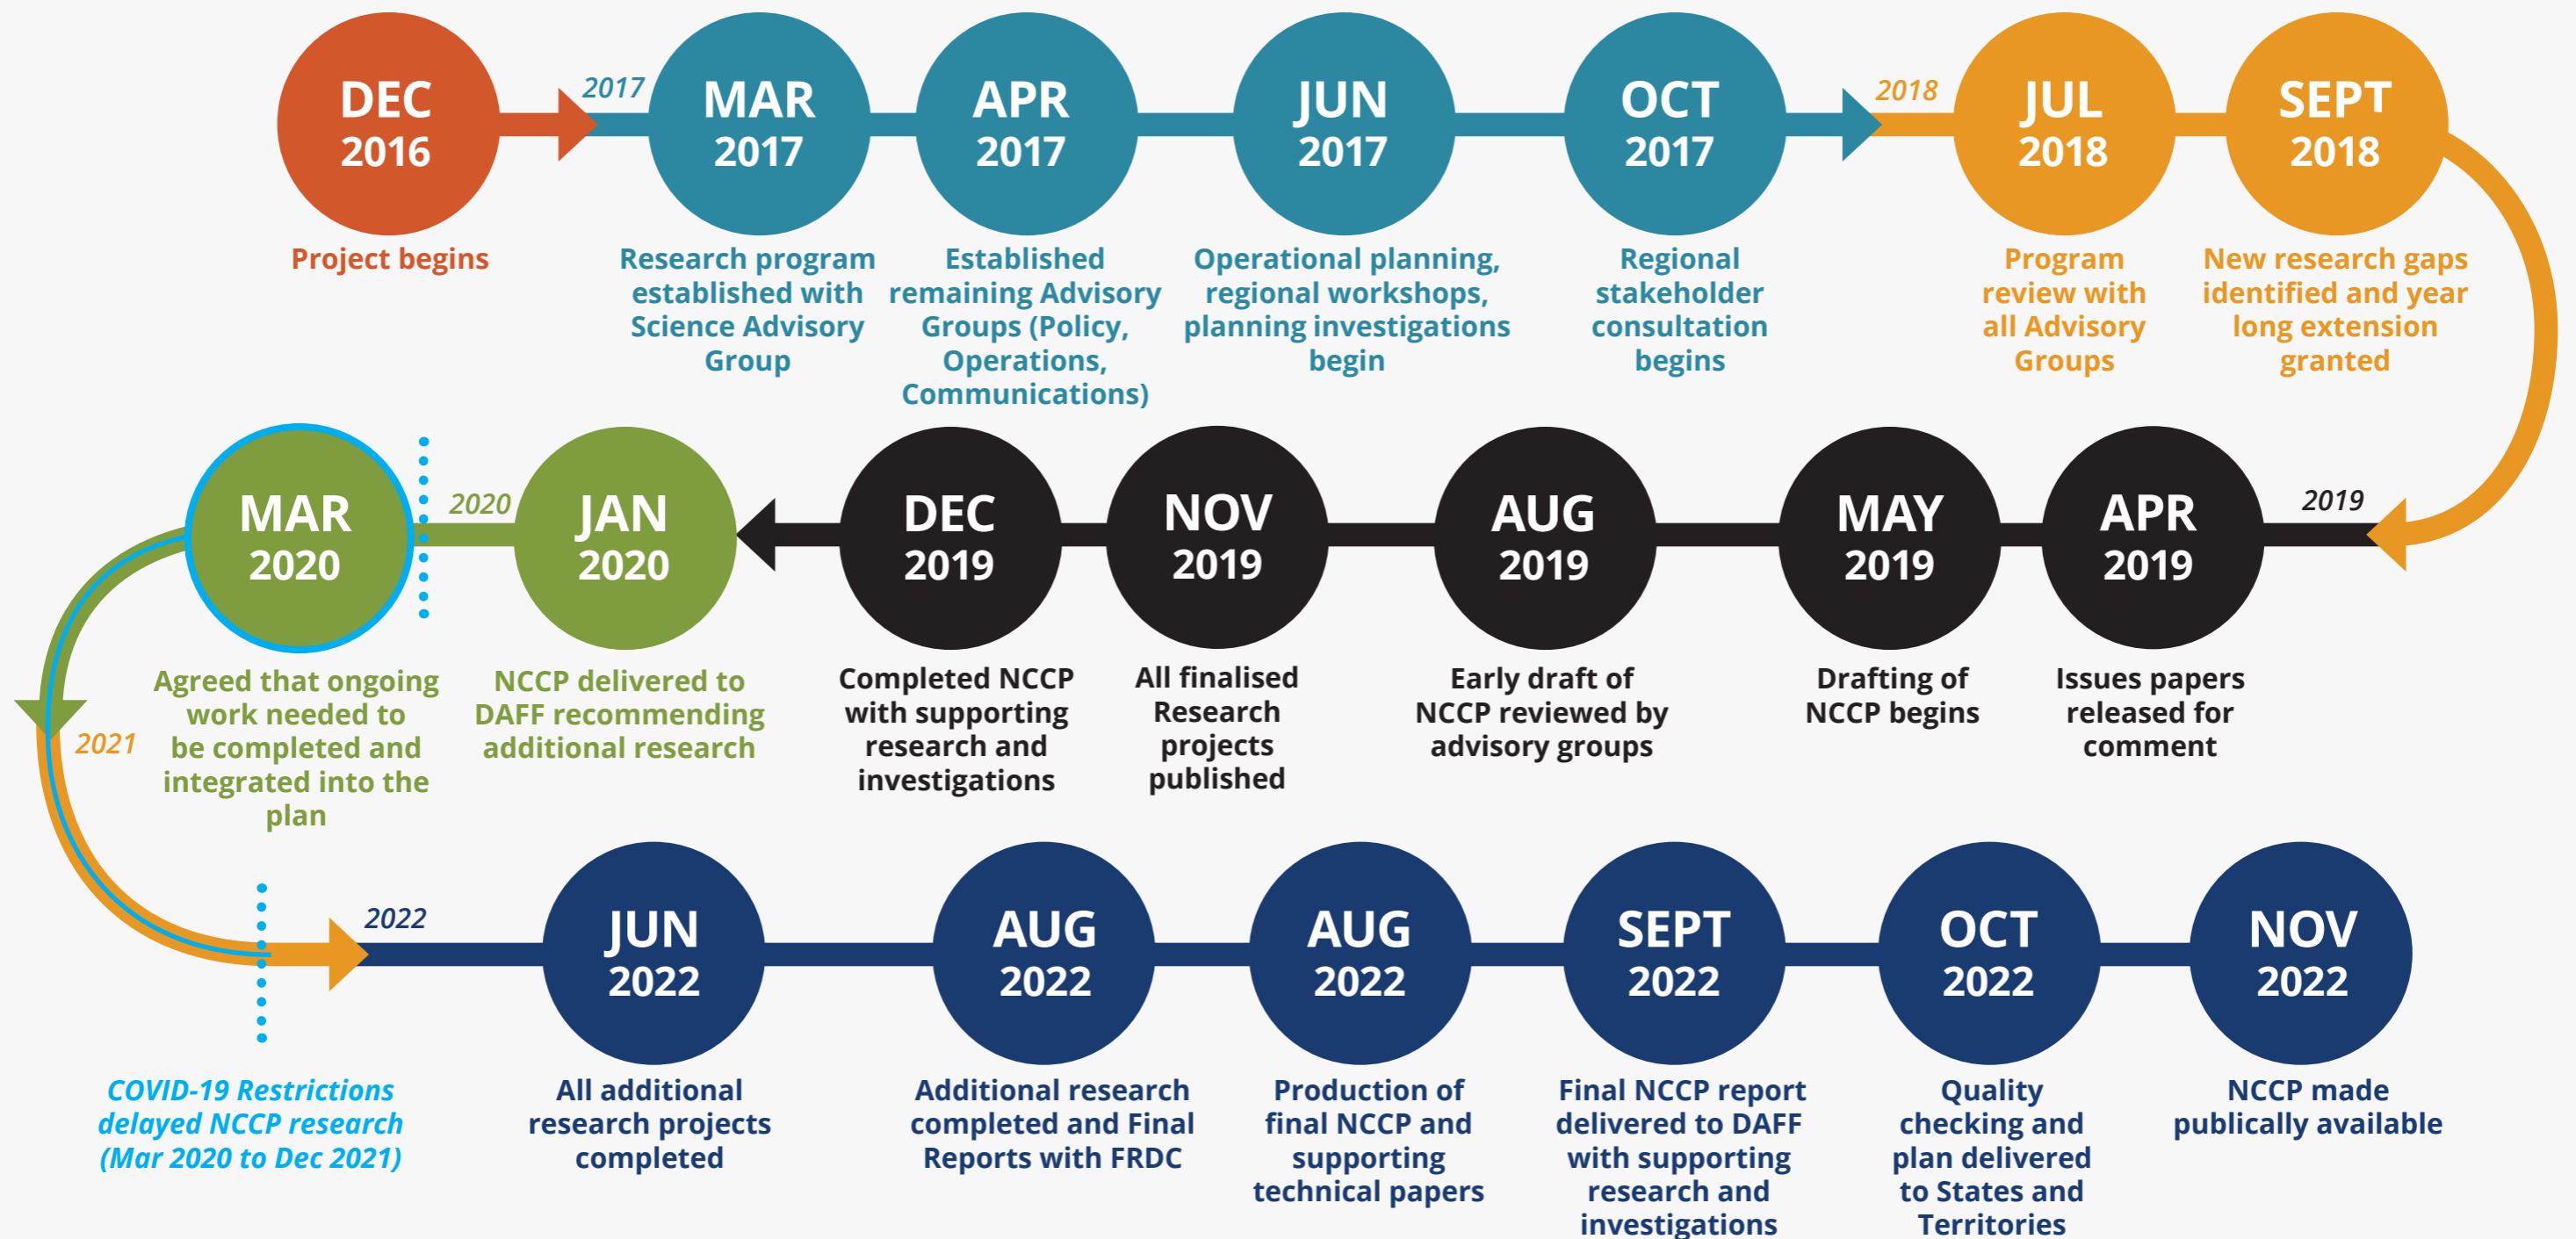 DEC
2016
Project begins
2017
MAR
2017
Research program
established with
Science Advisory
Group
APR
2017
Established
remaining Advisory
Groups (Policy,
Operations,
Communications)
JUN
2017
Operational planning,
regional workshops,
planning investigations
begin
OCT
2017
Regional
stakeholder
consultation
begins
2018
JUL
2018
Program
review with
all Advisory
Groups
SEPT
2018
New research gaps
identified and year
long extension
granted
2019
APR
2019
Issues papers
released for
comment
MAY
2019
Drafting of
NCCP begins
AUG
2019
Early draft of
NCCP reviewed by
advisory groups
NOV
2019
All finalised
Research
projects
published
DEC
2019
Completed NCCP
with supporting
research and
investigations
JAN
2020
NCCP delivered to
DAFF recommending
additional research
2020
MAR
2020
Agreed that ongoing
work needed to
be completed and
integrated into the
plan
2021
COVID-19 Restrictions
delayed NCCP research
(Mar 2020 to Dec 2021)
2022
JUN
2022
All additional
research projects
completed
AUG
2022
Additional research
completed and Final
Reports with FRDC
AUG
2022
Production of
final NCCP and
supporting
technical papers
SEPT
2022
Final NCCP report
delivered to DAFF
with supporting
research and
investigations
OCT
2022
Quality
checking and
plan delivered
to States and
Territories
NOV
2022
NCCP made
publically available